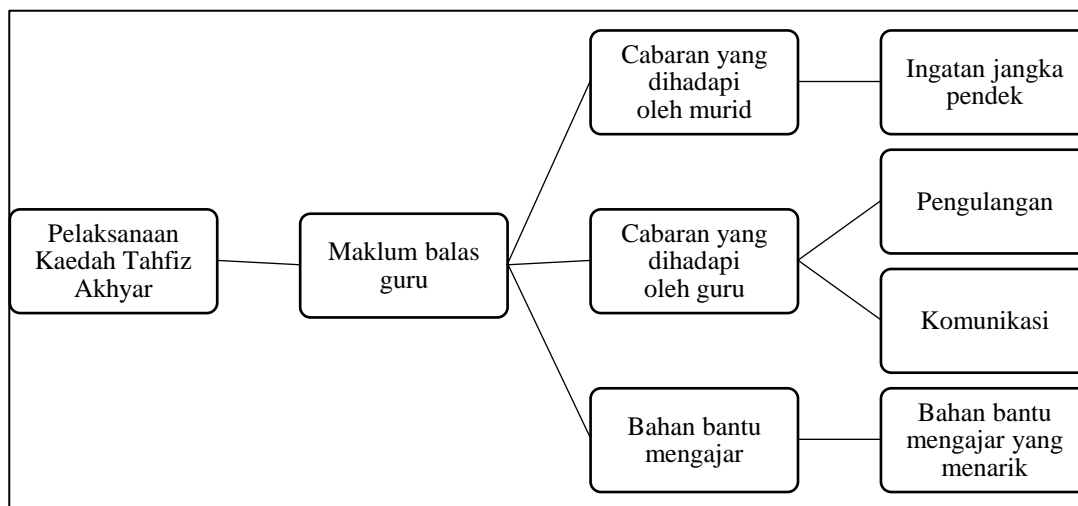 Pelaksanaan
Kaedah Tahfiz
Akhyar
Maklum balas
guru
Cabaran yang
dihadapi
oleh murid
Ingatan jangka
pendek
Cabaran yang
dihadapi
oleh guru
Pengulangan
Komunikasi
Bahan bantu
mengajar
Bahan bantu
mengajar yang
menarik